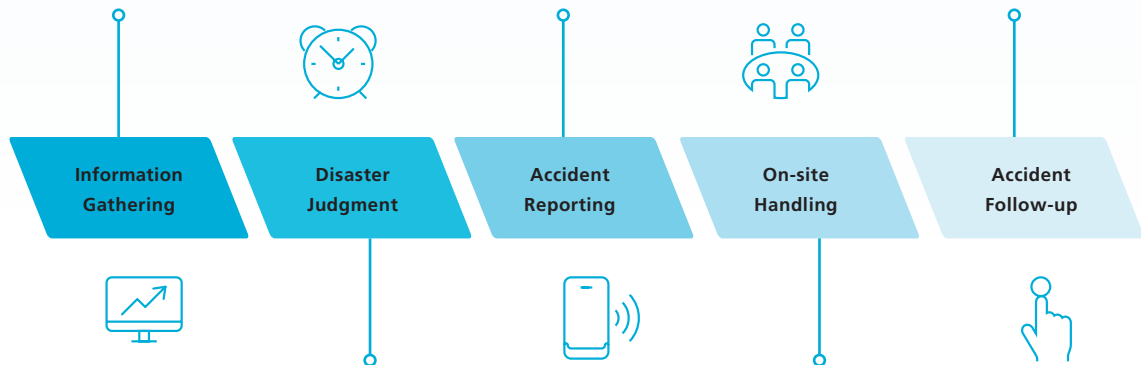 Information
Gathering
Disaster
Judgment
Accident
Reporting
On-site
Handling
Accident
Follow-up